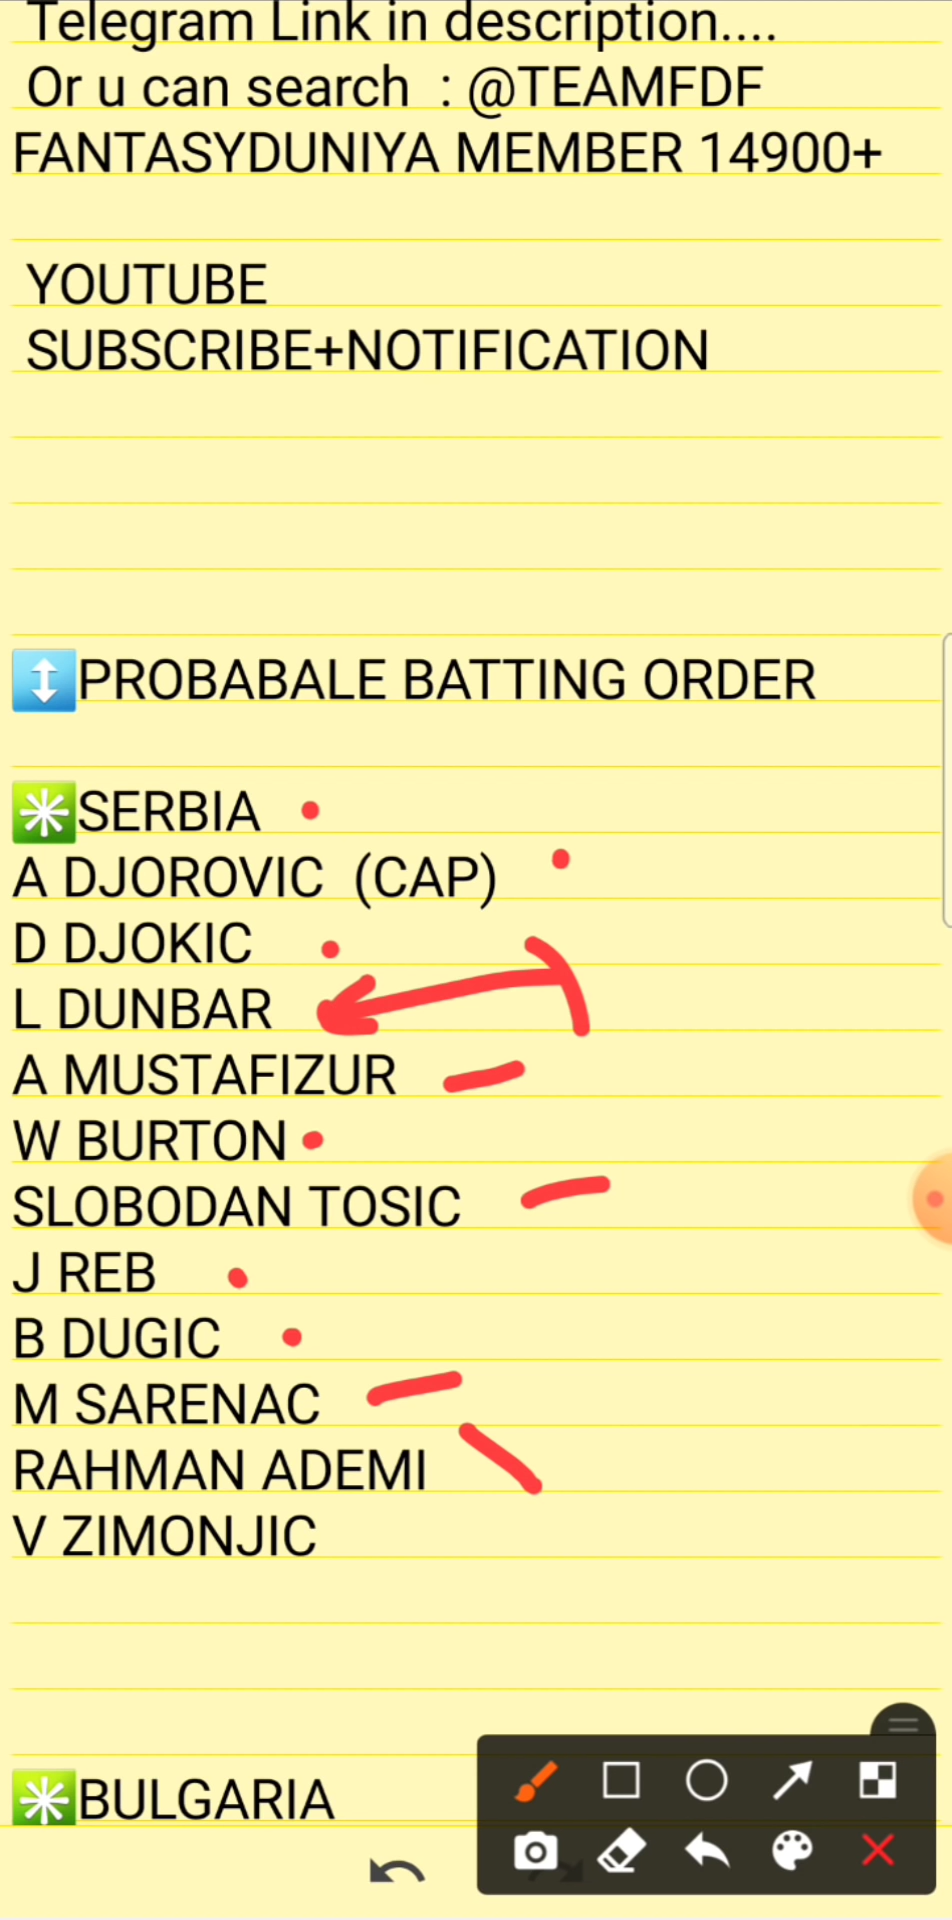 Telegram Link in description....
Or u can search : @TEAMFDF
FANTASYDUNIYA MEMBER 14900+
YOUTUBE
SUBSCRIBE+NOTIFICATION
↕️PROBABALE BATTING ORDER
✳️SERBIA
A DJOROVIC (CAP)
D DJOKIC
L DUNBAR
A MUSTAFIZUR
W BURTON
SLOBODAN TOSIC
J REB
B DUGIC
M SARENAC
RAHMAN ADEMI
V ZIMONJIC
✳️BULGARIA